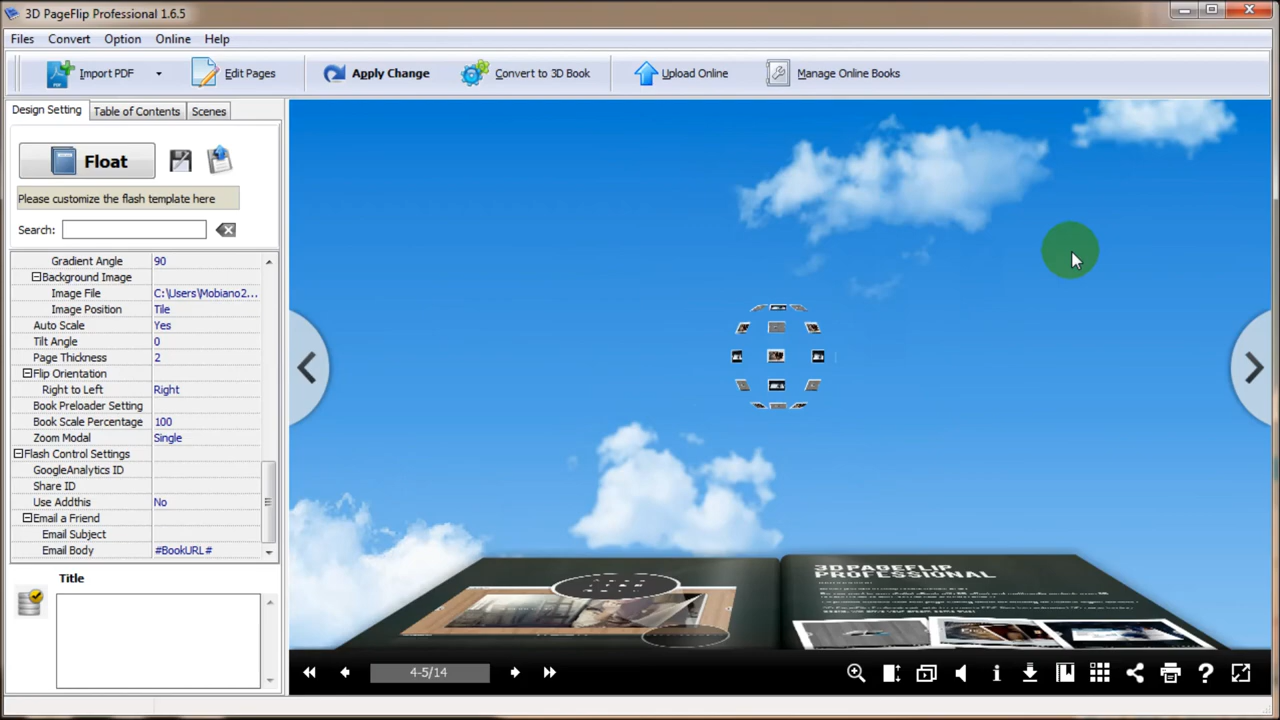 3D PageFlip Professional 1.6.5
Files Convert Option Online Help
Import PDF Edit Pages Apply Change Convert to 3D Book Upload Online Manage Online Books
Design Setting Table of Contents Scenes
Float
Please customize the flash template here
Search:
Gradient Angle 90
Background Image
Image File C:\Users\Mobiano2...
Image Position Tile
Auto Scale Yes
Tilt Angle 0
Page Thickness 2
Flip Orientation
Right to Left Right
Book Preloader Setting
Book Scale Percentage 100
Zoom Modal Single
Flash Control Settings
GoogleAnalytics ID
Share ID
Use Addthis No
Email a Friend
Email Subject
Email Body #BookURL#
Title
3D PAGEFLIP
PROFESSIONAL
4-5/14